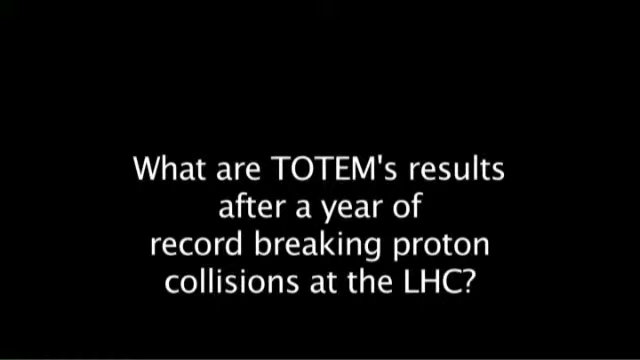 What are TOTEM's results
after a year of
record breaking proton
collisions at the LHC?